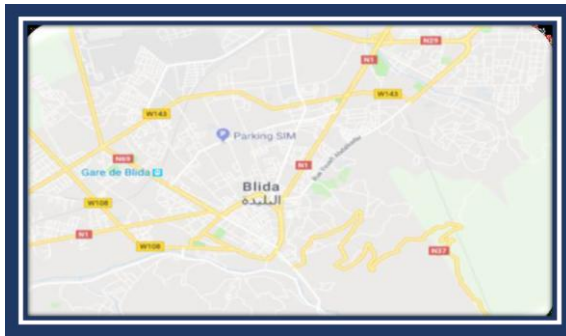 N29
N1
W143
W143
Parking SIM
N69
Gare de Blida
N1
Blida
البليدة
W108
N1
W108
N37